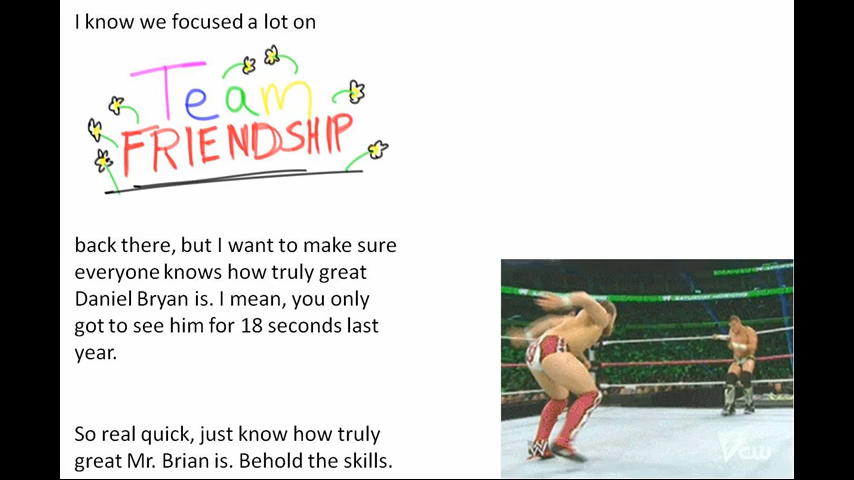 I know we focused a lot on
Team
FRIENDSHIP
back there, but I want to make sure
everyone knows how truly great
Daniel Bryan is. I mean, you only
got to see him for 18 seconds last
year.
So real quick, just know how truly
great Mr. Brian is. Behold the skills.